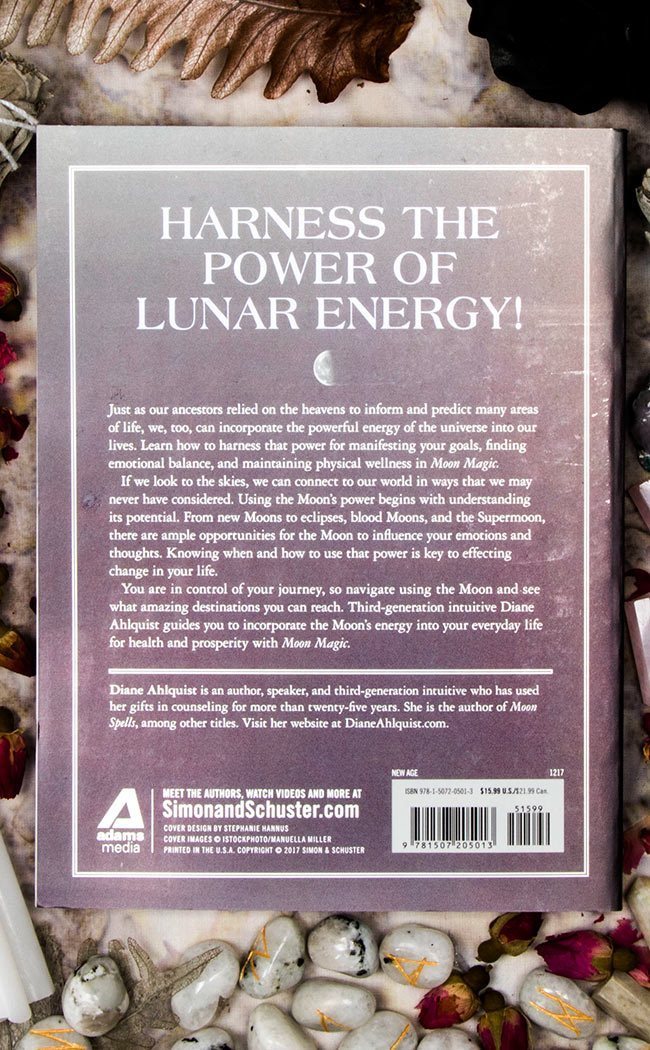 HARNESS THE
POWER OF
LUNAR ENERGY!
Just as our ancestors relied on the heavens to inform and predict many areas
of life, we, too, can incorporate the powerful energy of the universe into our
lives. Learn how to harness that power for manifesting your goals, finding
emotional balance, and maintaining physical wellness in Moon Magic.
If we look to the skies, we can connect to our world in ways that we may
never have considered. Using the Moon's power begins with understanding
its potential. From new Moons to eclipses, blood Moons, and the Supermoon,
there are ample opportunities for the Moon to influence your emotions and
thoughts. Knowing when and how to use that power is key to effecting
change in your life.
You are in control of your journey, so navigate using the Moon and see
what amazing destinations you can reach. Third-generation intuitive Diane
Ahlquist guides you to incorporate the Moon's energy into your everyday life
for health and prosperity with Moon Magic.
Diane Ahlquist is an author, speaker, and third-generation intuitive who has used
her gifts in counseling for more than twenty-five years. She is the author of Moon
Spells, among other titles. Visit her website at DianeAhlquist.com.
adams
media
MEET THE AUTHORS, WATCH VIDEOS AND MORE AT
SimonandSchuster.com
COVER DESIGN BY STEPHANIE HANNUS
COVER IMAGES © ISTOCKPHOTO/MANUELLA MILLER
PRINTED IN THE U.S.A. COPYRIGHT © 2017 SIMON & SCHUSTER
NEW AGE 1217
ISBN 978-1-5072-0501-3 $15.99 U.S./$21.99 Can.
51599
9 781507 205013